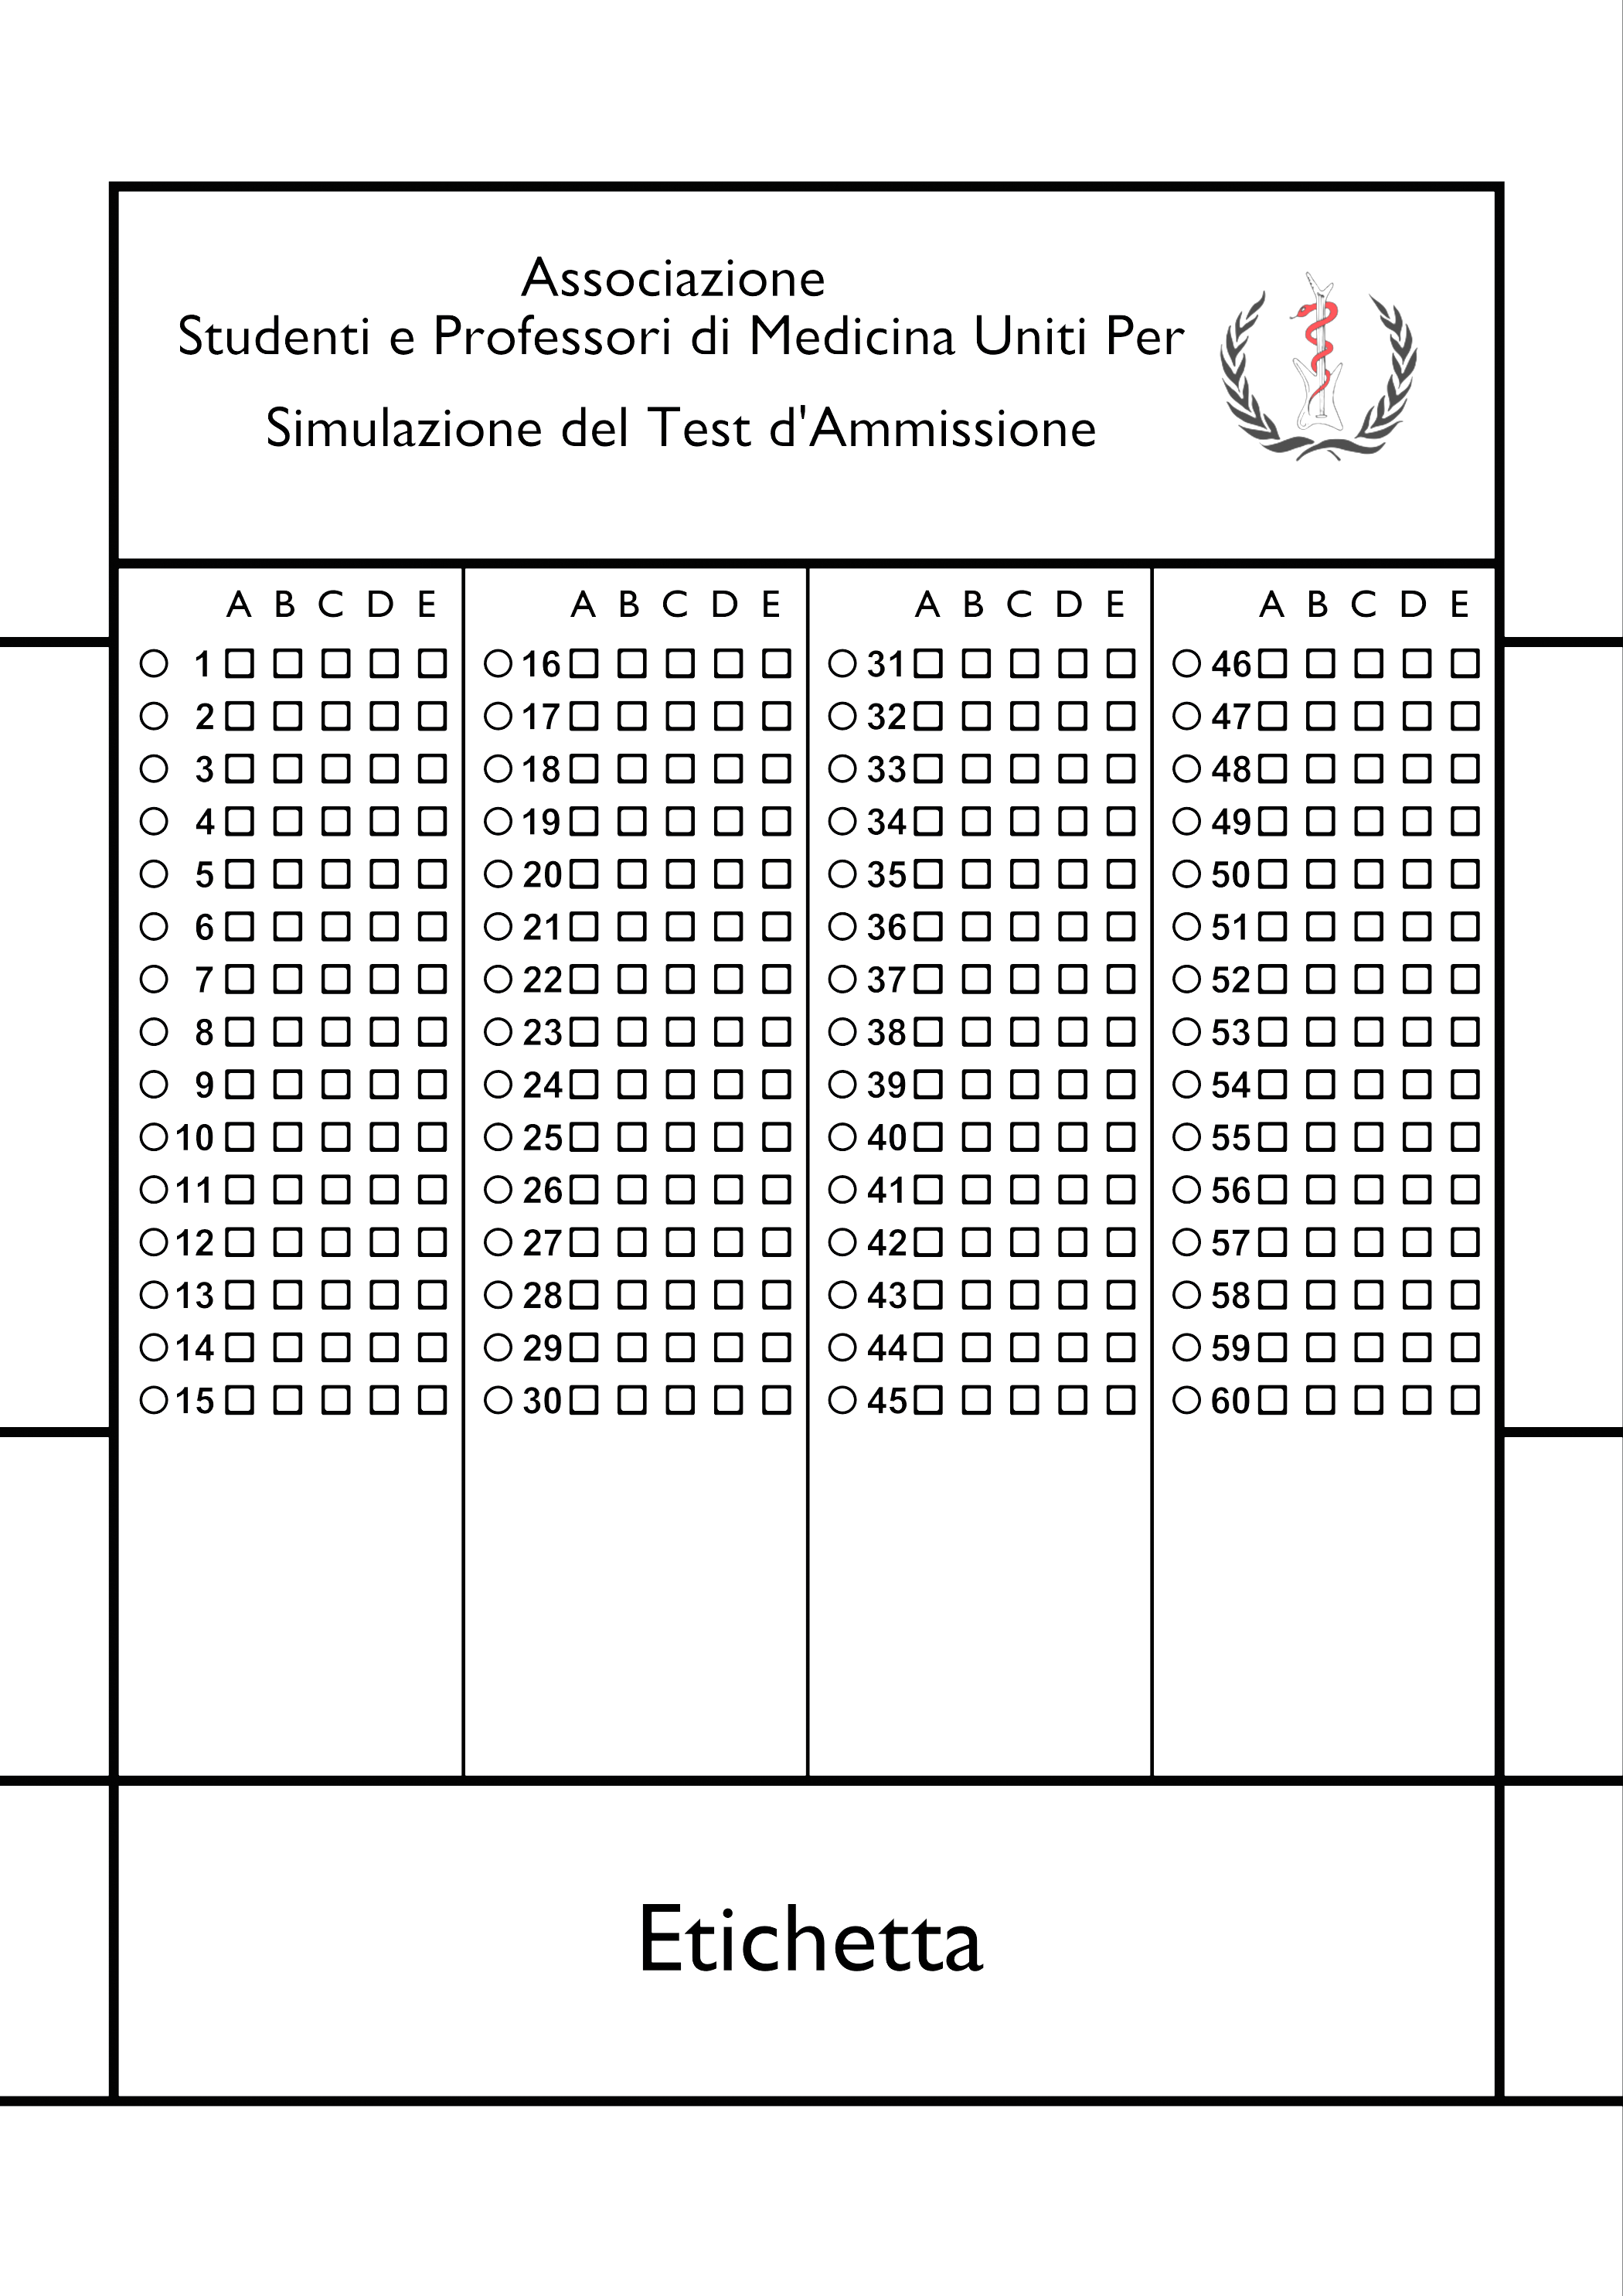 Associazione
Studenti e Professori di Medicina Uniti Per
Simulazione del Test d'Ammissione
A B C D E A B C D E A B C D E A B C D E
1 16 31 46
2 17 32 47
3 18 33 48
4 19 34 49
5 20 35 50
6 21 36 51
7 22 37 52
8 23 38 53
9 24 39 54
10 25 40 55
11 26 41 56
12 27 42 57
13 28 43 58
14 29 44 59
15 30 45 60
Etichetta